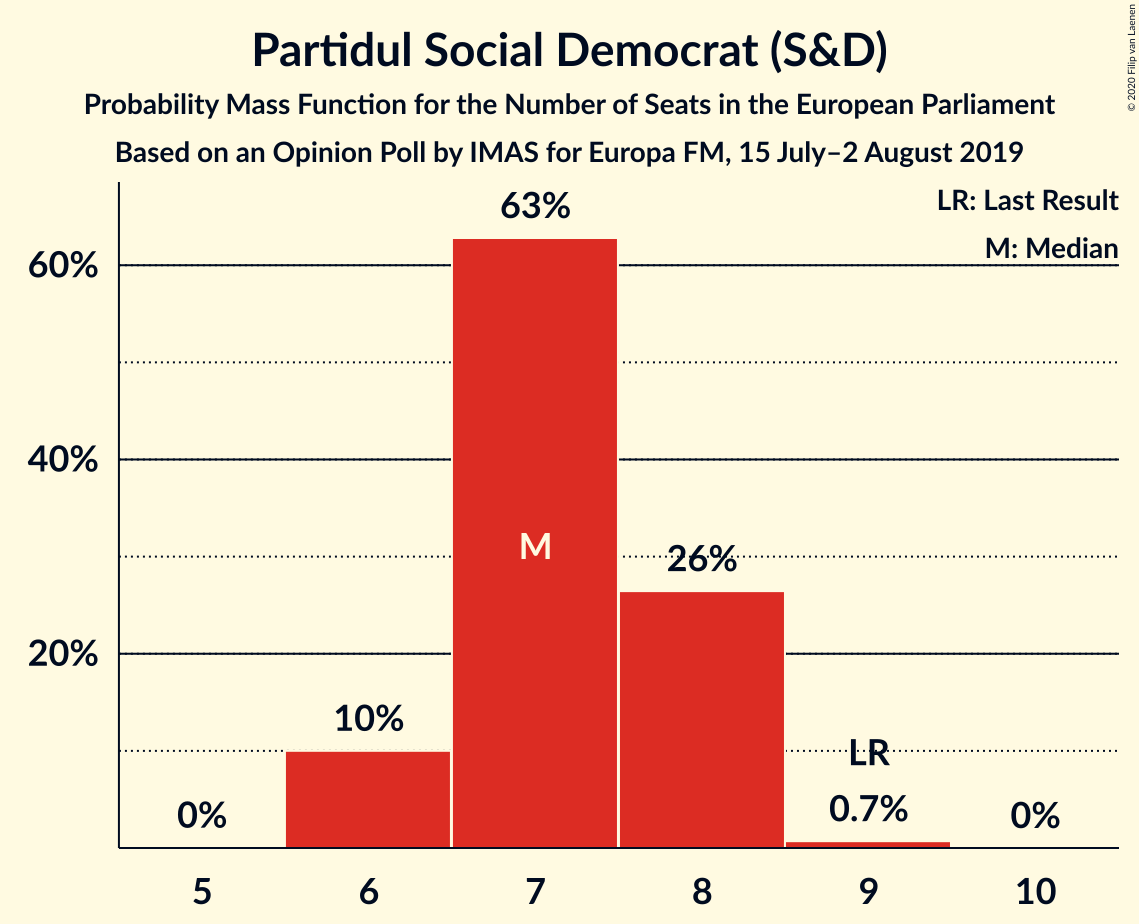 Partidul Social Democrat (S&D)
Probability Mass Function for the Number of Seats in the European Parliament
Based on an Opinion Poll by IMAS for Europa FM, 15 July–2 August 2019
© 2020 Filip van Laenen
LR: Last Result
M: Median
60%
40%
20%
0%
10%
63%
M
26%
LR
0.7%
0%
5 6 7 8 9 10